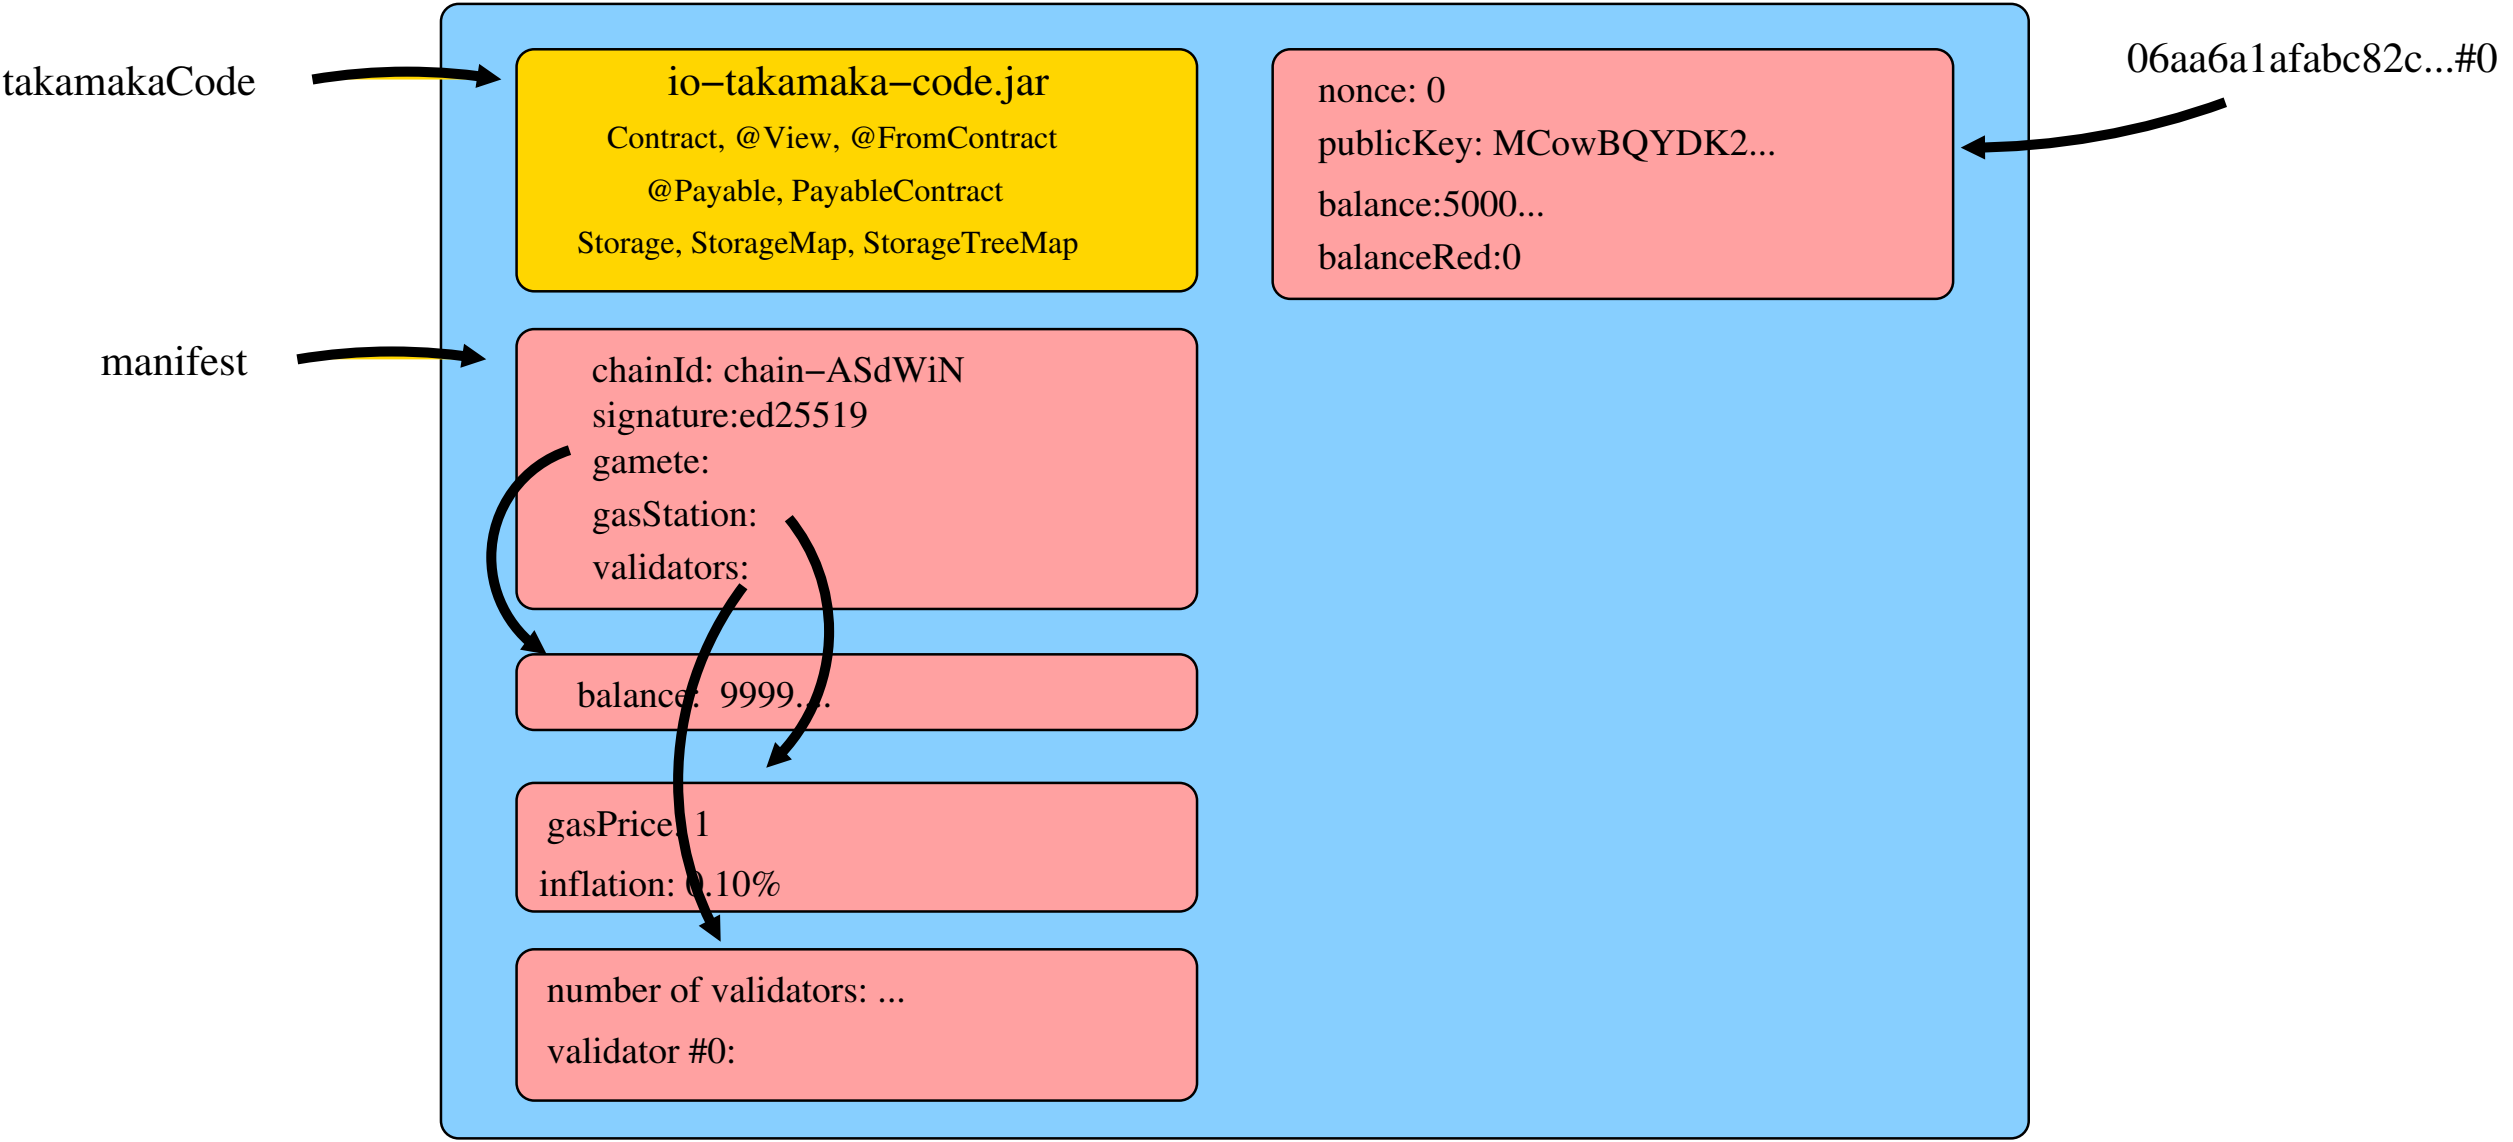 takamakaCode
io−takamaka−code.jar
Contract, @View, @FromContract
@Payable, PayableContract
Storage, StorageMap, StorageTreeMap
nonce: 0
publicKey: MCowBQYDK2...
balance:5000...
balanceRed:0
06aa6a1afabc82c...#0
manifest
chainId: chain−ASdWiN
signature:ed25519
gamete:
gasStation:
validators:
balance: 9999....
gasPrice: 1
inflation: 0.10%
number of validators: ...
validator #0: